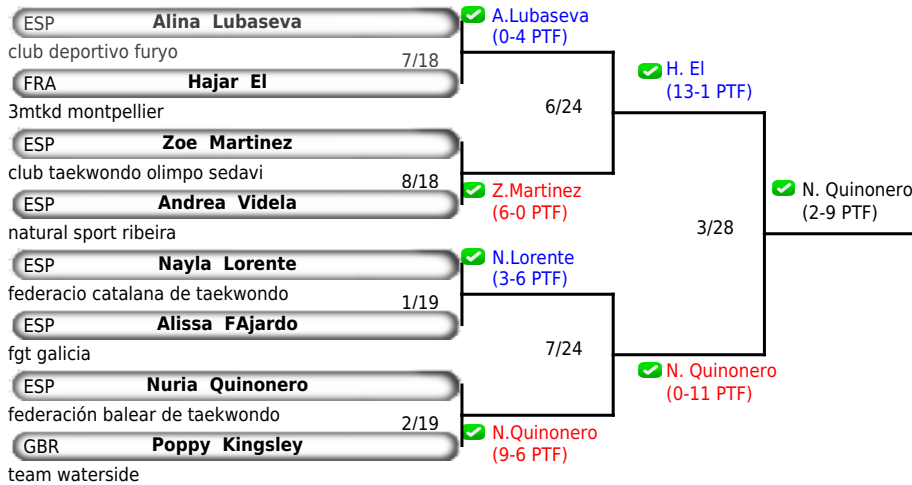 ESP Alina Lubaseva
club deportivo furyo
7/18
FRA Hajar El
3mtkd montpellier
ESP Zoe Martinez
club taekwondo olimpo sedavi
8/18
ESP Andrea Videla
natural sport ribeira
ESP Nayla Lorente
federacio catalana de taekwondo
1/19
ESP Alissa FAjardo
fgt galicia
ESP Nuria Quinonero
federación balear de taekwondo
2/19
GBR Poppy Kingsley
team waterside
A.Lubaseva
(0-4 PTF)
6/24
Z.Martinez
(6-0 PTF)
N.Lorente
(3-6 PTF)
7/24
N.Quinonero
(9-6 PTF)
H. El
(13-1 PTF)
3/28
N. Quinonero
(0-11 PTF)
N. Quinonero
(2-9 PTF)